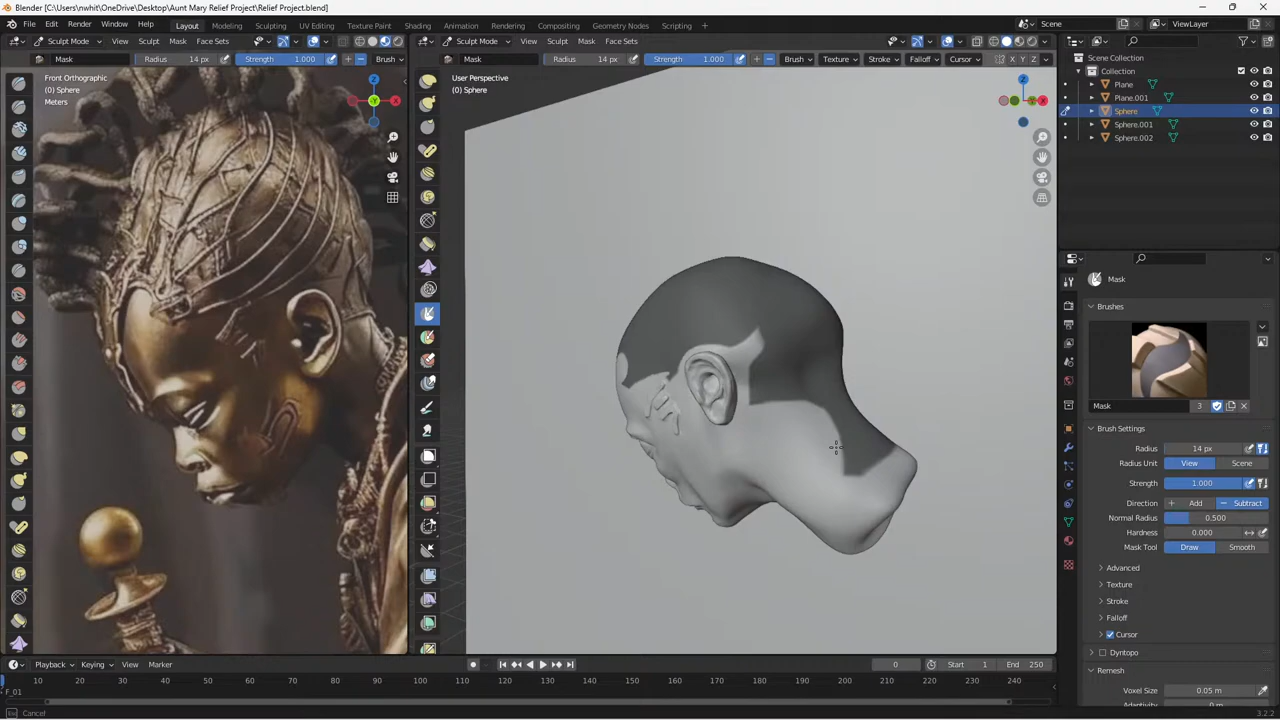 Blender [C:\Users\nwhit\OneDrive\Desktop\Aunt Mary Relief Project\Relief Project.blend]
File Edit Render Window Help Layout Modeling Sculpting UV Editing Texture Paint Shading Animation Rendering Compositing Geometry Nodes Scripting Scene ViewLayer
Sculpt Mode View Sculpt Mask Face Sets Sculpt Mode View Sculpt Mask Face Sets
Mask Radius 14 px Strength 1.000 Brush Mask Radius 14 px Strength 1.000 Brush Texture Stroke Falloff Cursor X Y Z
Front Orthographic
(0) Sphere
Meters
User Perspective
(0) Sphere
Scene Collection
Collection
Plane
Plane.001
Sphere
Sphere.001
Sphere.002
Mask
Brushes
Mask 3
Brush Settings
Radius 14 px
Radius Unit View Scene
Strength 1.000
Direction Add Subtract
Normal Radius 0.500
Hardness 0.000
Mask Tool Draw Smooth
Advanced
Texture
Stroke
Falloff
Cursor
Dyntopo
Remesh
Voxel Size 0.05 m
Adaptivity 0 m
Playback Keying View Marker 0 Start 1 End 250
10 20 30 40 50 60 70 80 90 100 110 120 130 140 150 160 170 180 190 200 210 220 230 240
F_01
Cancel 3.2.2